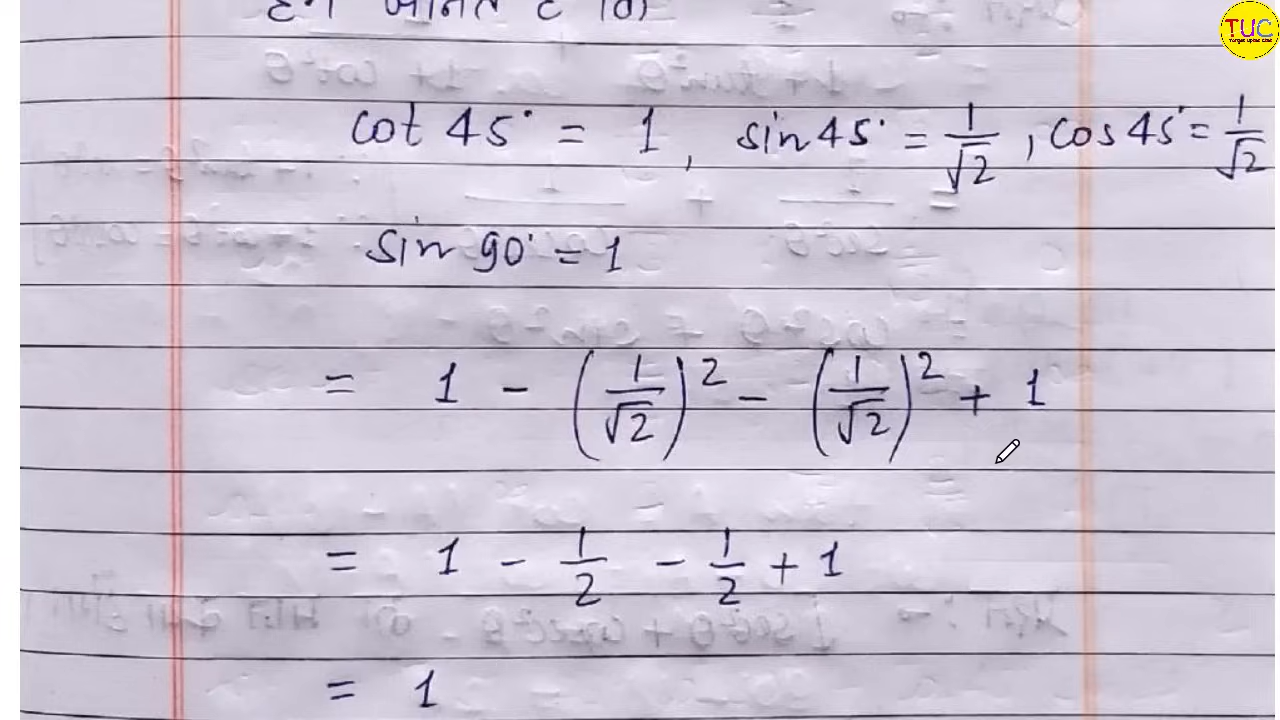 TUC
cot 45° = 1, sin 45° = 1/√2, cos 45° = 1/√2
sin 90° = 1
= 1 - (1/√2)² - (1/√2)² + 1
= 1 - 1/2 - 1/2 + 1
= 1